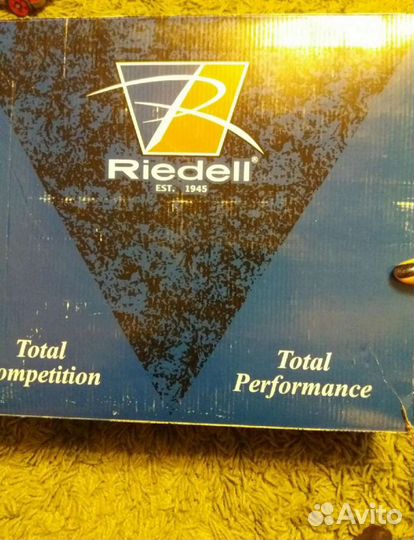 Riedell®
EST. 1945
Total
ompetition
Total
Performance
Avito